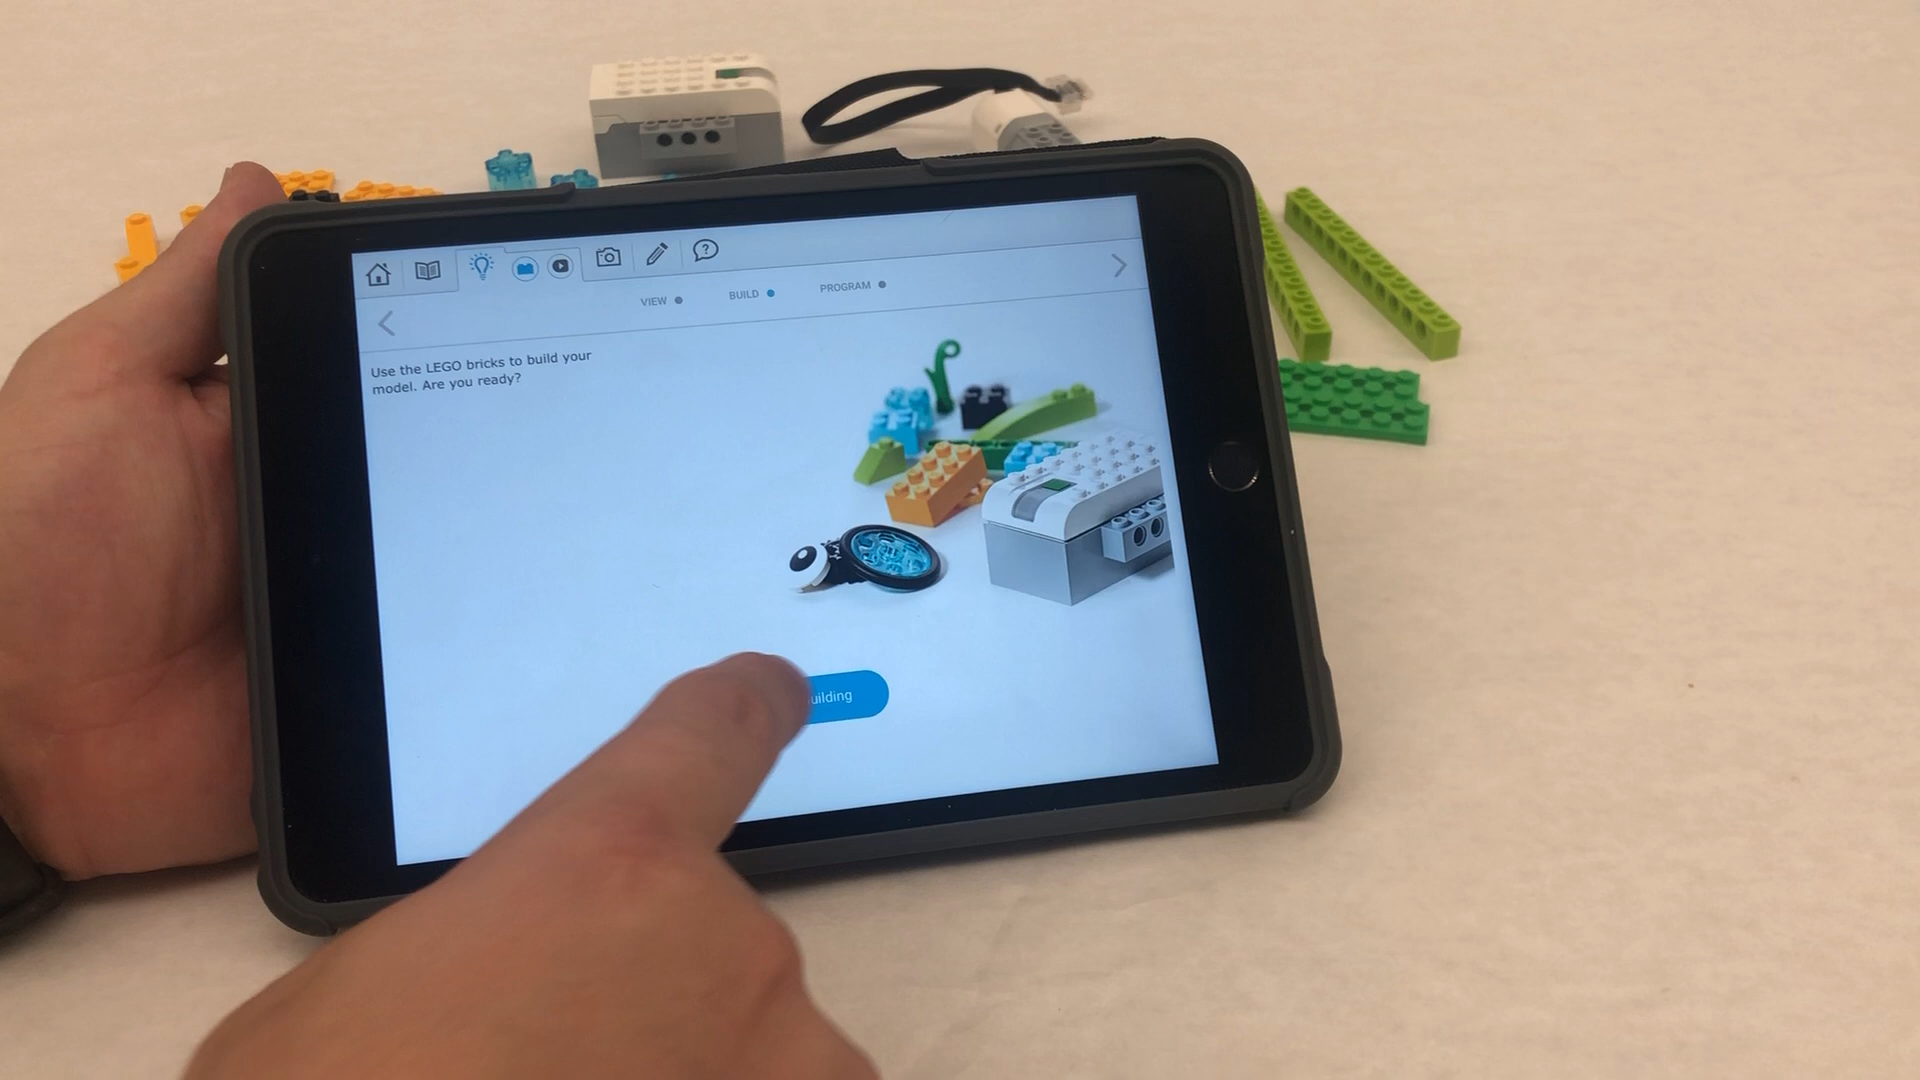 VIEW
BUILD
PROGRAM
Use the LEGO bricks to build your
model. Are you ready?
uilding